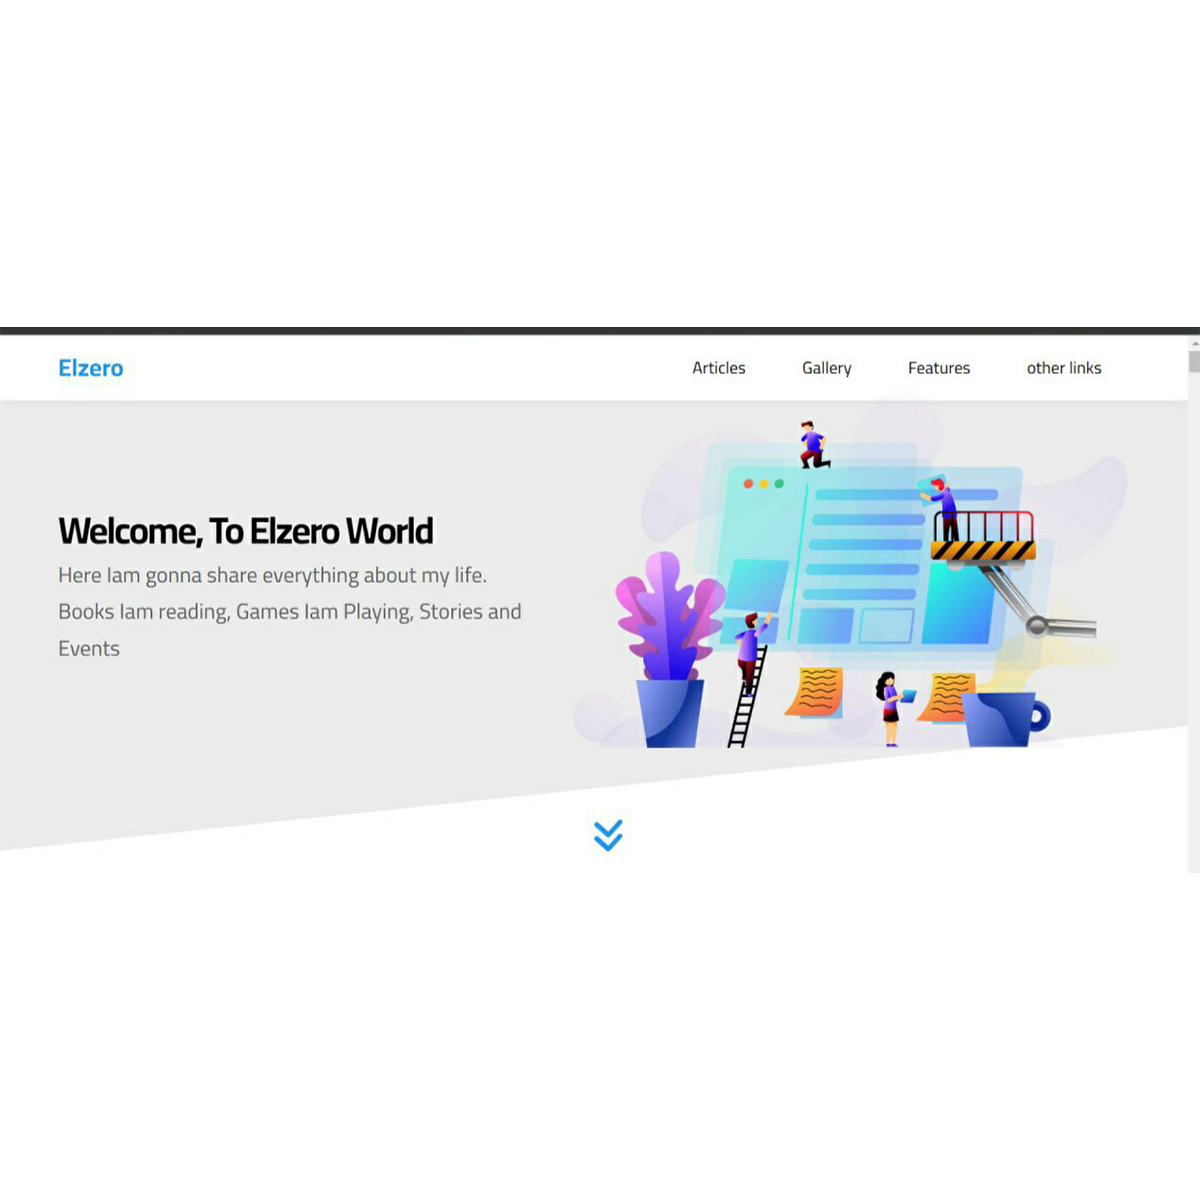 Elzero
Articles
Gallery
Features
other links
Welcome, To Elzero World
Here Iam gonna share everything about my life.
Books Iam reading, Games Iam Playing, Stories and
Events